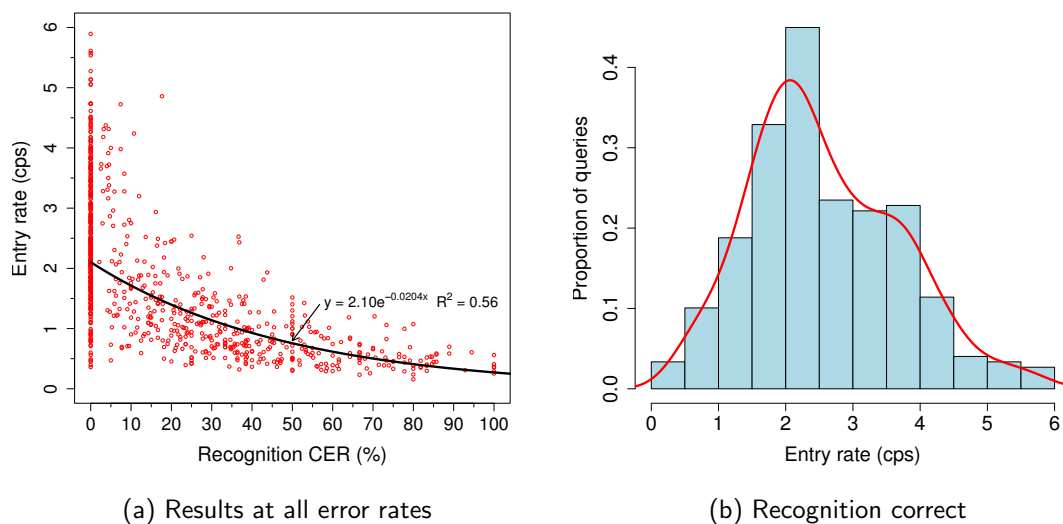 6
5
4
3
2
1
0
Entry rate (cps)
y = 2.10e^-0.0204x R² = 0.56
0 10 20 30 40 50 60 70 80 90 100
Recognition CER (%)
(a) Results at all error rates
0.4
0.3
0.2
0.1
0.0
Proportion of queries
0 1 2 3 4 5 6
Entry rate (cps)
(b) Recognition correct